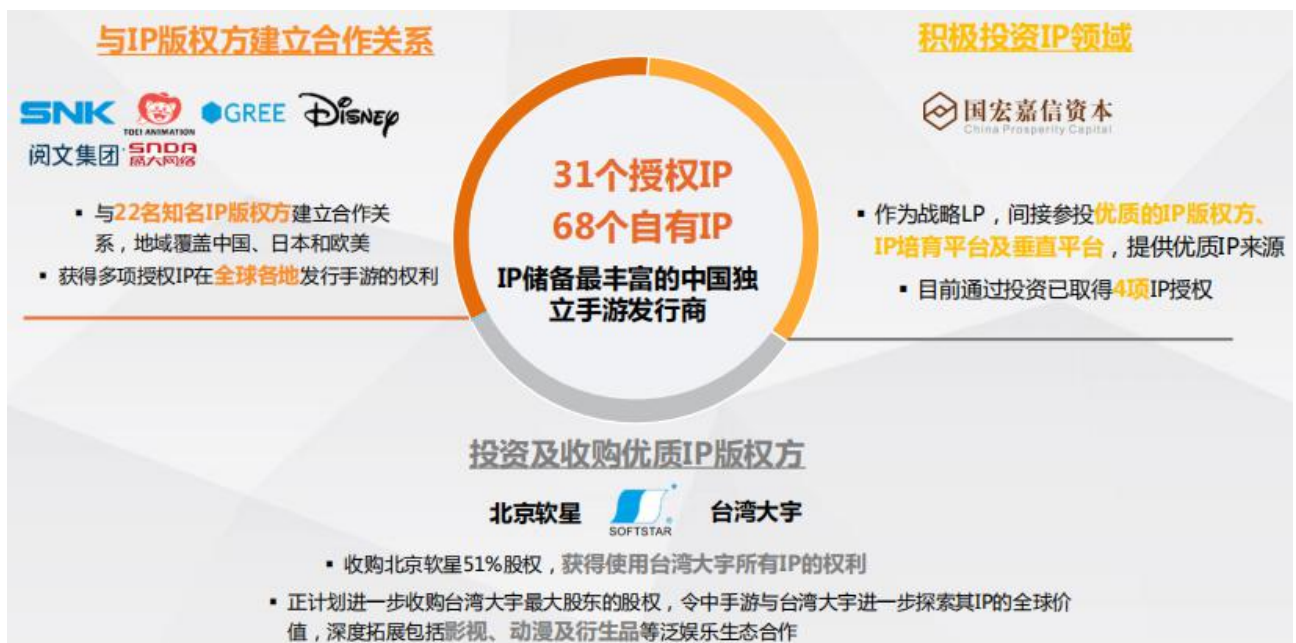 与IP版权方建立合作关系
SNK
TOEI ANIMATION
GREE
Disney
阅文集团
SNDA
盛大网络
▪ 与22名知名IP版权方建立合作关
系，地域覆盖中国、日本和欧美
▪ 获得多项授权IP在全球各地发行手游的权利
31个授权IP
68个自有IP
IP储备最丰富的中国独
立手游发行商
积极投资IP领域
国宏嘉信资本
China Prosperity Capital
▪ 作为战略LP，间接参投优质的IP版权方、
IP培育平台及垂直平台，提供优质IP来源
▪ 目前通过投资已取得4项IP授权
投资及收购优质IP版权方
北京软星
SOFTSTAR
台湾大宇
▪ 收购北京软星51%股权，获得使用台湾大宇所有IP的权利
▪ 正计划进一步收购台湾大宇最大股东的股权，令中手游与台湾大宇进一步探索其IP的全球价
值，深度拓展包括影视、动漫及衍生品等泛娱乐生态合作